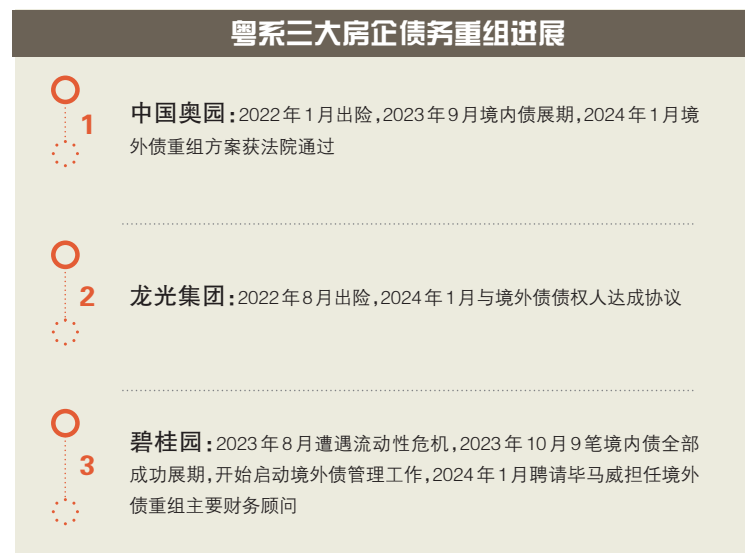 粤系三大房企债务重组进展
1
中国奥园：2022年1月出险，2023年9月境内债展期，2024年1月境
外债重组方案获法院通过
2
龙光集团：2022年8月出险，2024年1月与境外债债权人达成协议
3
碧桂园：2023年8月遭遇流动性危机，2023年10月9笔境内债全部
成功展期，开始启动境外债管理工作，2024年1月聘请毕马威担任境外
债重组主要财务顾问